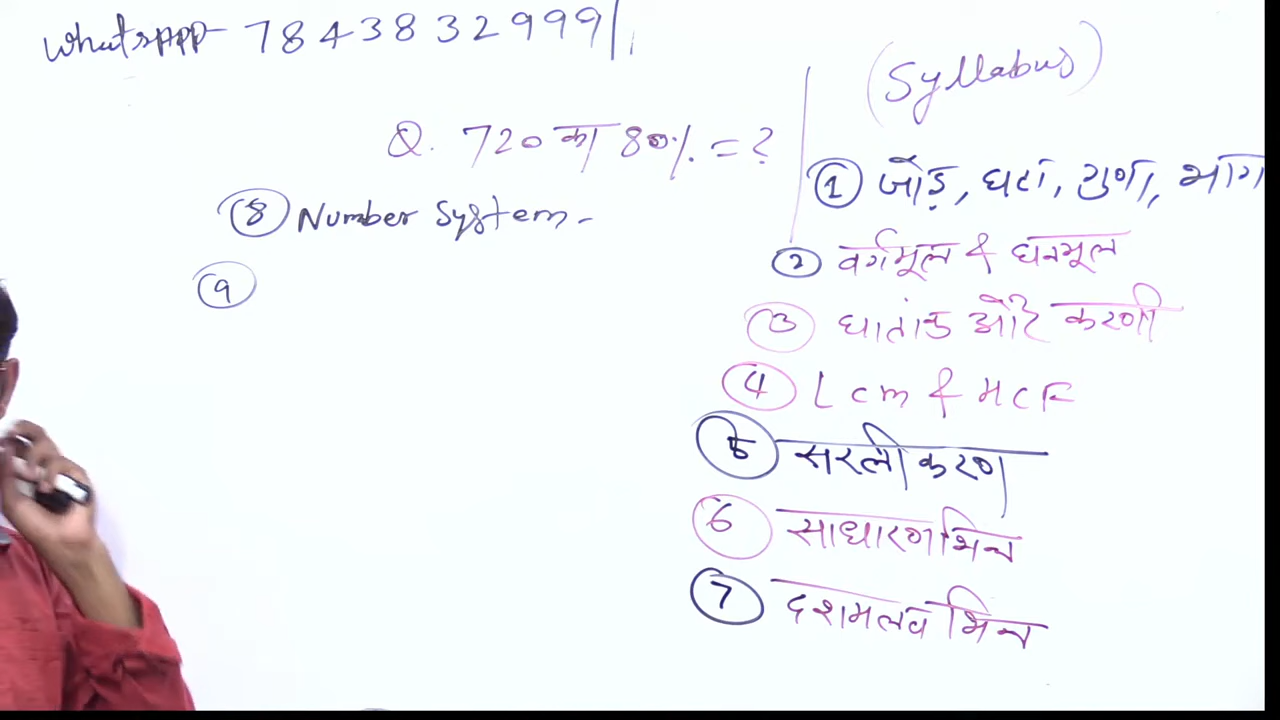 Whatsapp- 7843832999
(Syllabus)
Q. 720 का 80% = ?
① जोड़, घटा, गुणा, भाग
⑧ Number System -
② वर्गमूल & घनमूल
⑨
③ घातांक और करणी
④ Lcm & HCF
5 सरलीकरण
⑥ साधारण भिन्न
⑦ दशमलव भिन्न